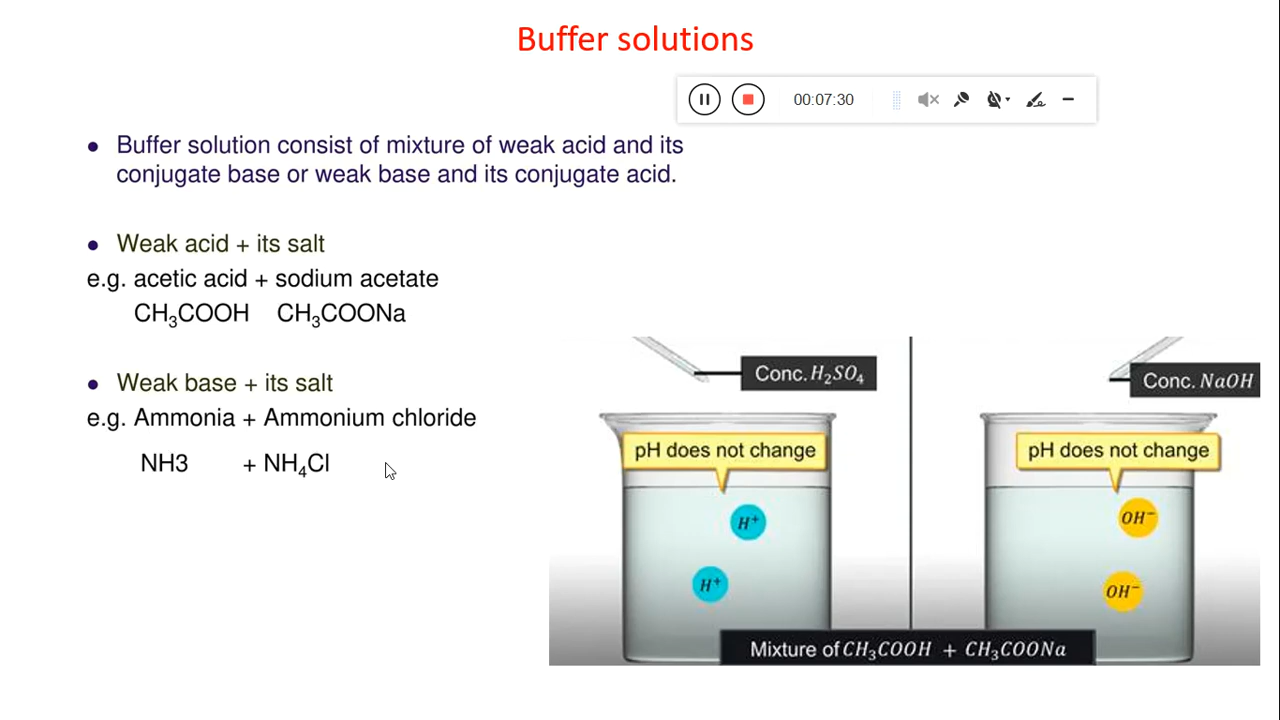 Buffer solutions
00:07:30
• Buffer solution consist of mixture of weak acid and its
conjugate base or weak base and its conjugate acid.
• Weak acid + its salt
e.g. acetic acid + sodium acetate
CH₃COOH CH₃COONa
• Weak base + its salt
e.g. Ammonia + Ammonium chloride
NH3 + NH₄Cl
Conc. H₂SO₄
Conc. NaOH
pH does not change
pH does not change
H⁺
OH⁻
H⁺
OH⁻
Mixture of CH₃COOH + CH₃COONa